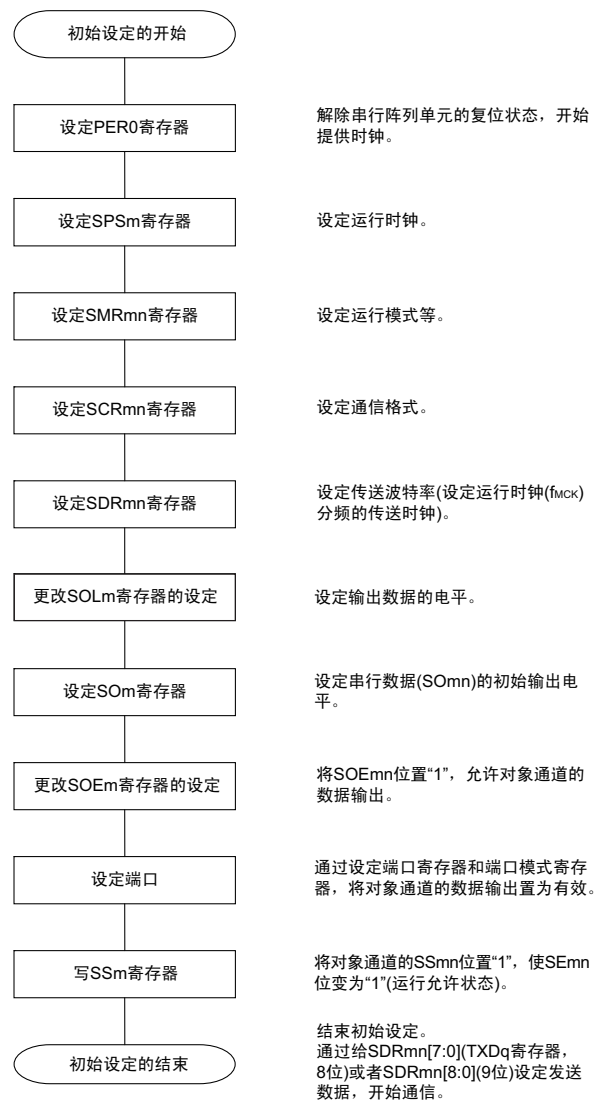 初始设定的开始
设定PER0寄存器
解除串行阵列单元的复位状态，开始
提供时钟。
设定SPSm寄存器
设定运行时钟。
设定SMRmn寄存器
设定运行模式等。
设定SCRmn寄存器
设定通信格式。
设定SDRmn寄存器
设定传送波特率(设定运行时钟(fMCK)
分频的传送时钟)。
更改SOLm寄存器的设定
设定输出数据的电平。
设定SOm寄存器
设定串行数据(SOmn)的初始输出电
平。
更改SOEm寄存器的设定
将SOEmn位置“1”，允许对象通道的
数据输出。
设定端口
通过设定端口寄存器和端口模式寄存
器，将对象通道的数据输出置为有效。
写SSm寄存器
将对象通道的SSmn位置“1”，使SEmn
位变为“1”(运行允许状态)。
初始设定的结束
结束初始设定。
通过给SDRmn[7:0](TXDq寄存器，
8位)或者SDRmn[8:0](9位)设定发送
数据，开始通信。